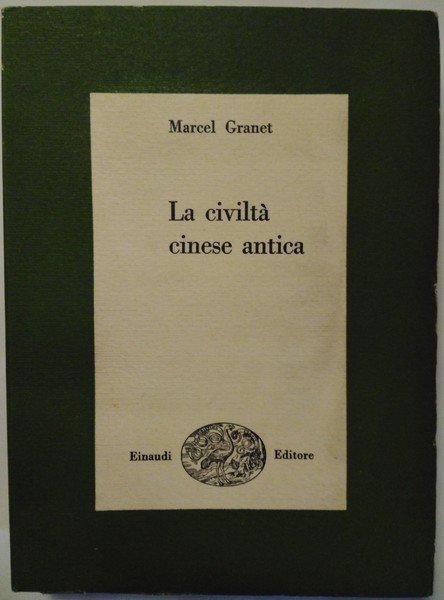 Marcel Granet
La civiltà
cinese antica
Einaudi Editore